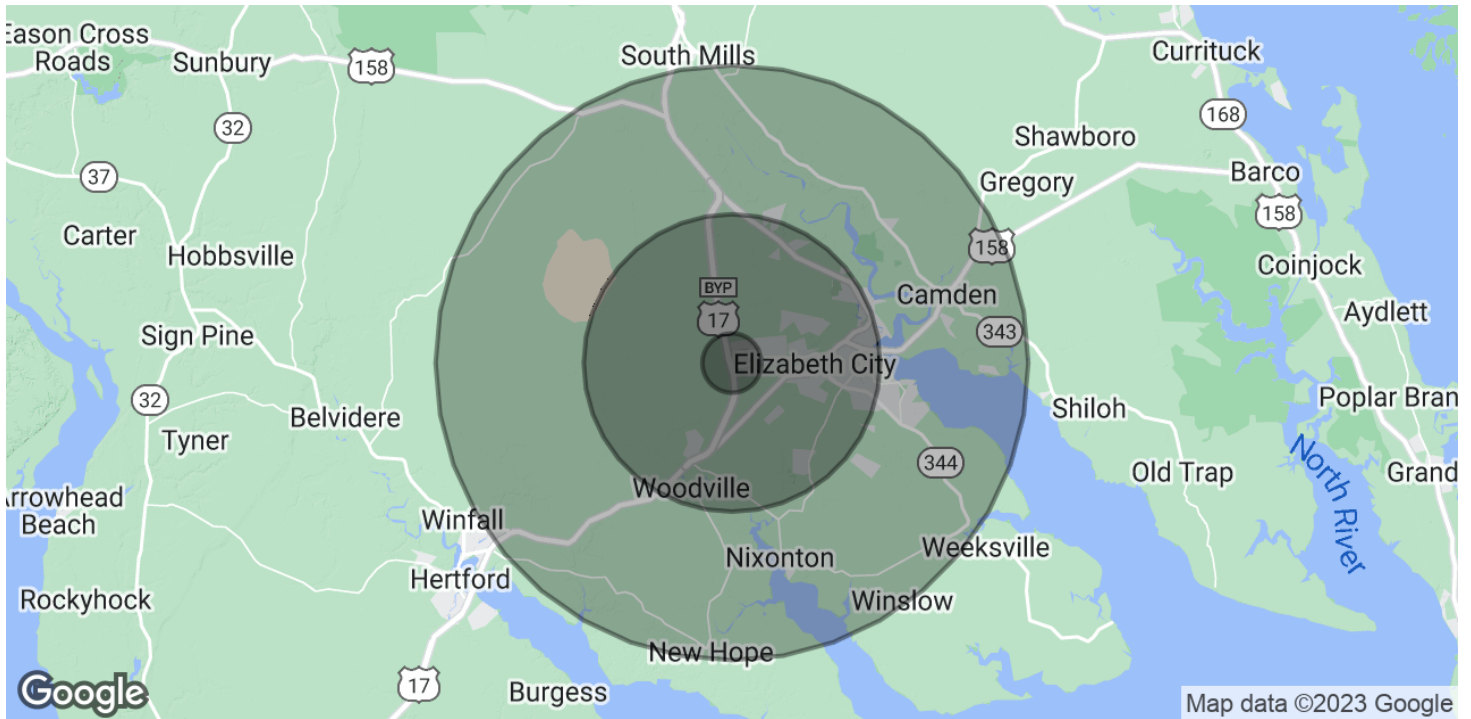 Eason Cross
Roads
Sunbury
158
South Mills
Currituck
32
168
Shawboro
37
Gregory
Barco
158
Carter
Hobbsville
158
Coinjock
BYP
17
Camden
Aydlett
Sign Pine
343
Elizabeth City
32
Belvidere
Shiloh
Poplar Bran
Tyner
344
Old Trap
North River
Grand
Arrowhead
Beach
Woodville
Winfall
Nixonton
Weeksville
Hertford
Rockyhock
Winslow
New Hope
17
Burgess
Google
Map data ©2023 Google